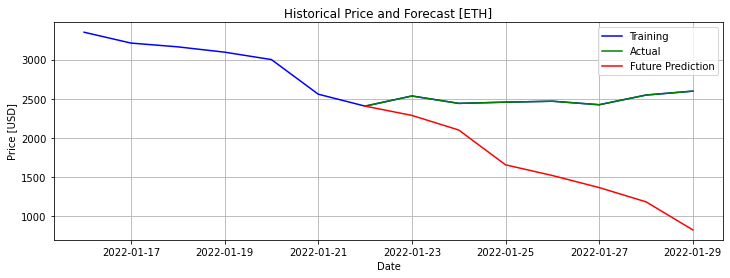 Historical Price and Forecast [ETH]
Training
Actual
Future Prediction
Price [USD]
3000
2500
2000
1500
1000
2022-01-17 2022-01-19 2022-01-21 2022-01-23 2022-01-25 2022-01-27 2022-01-29
Date